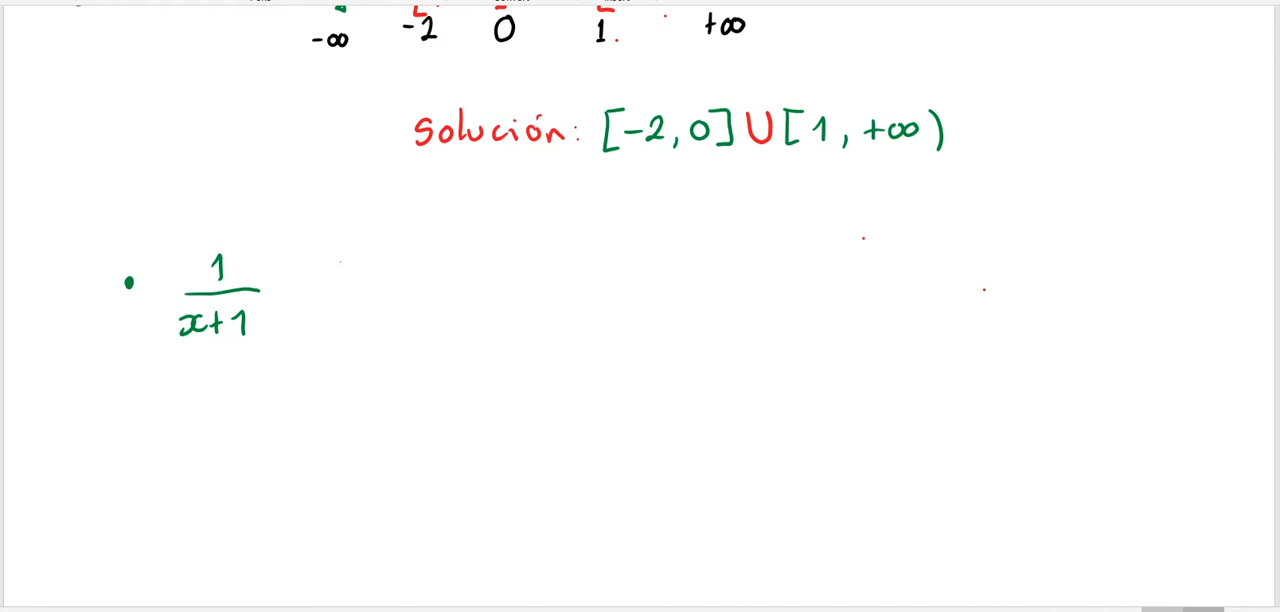 -∞ -2 0 1 +∞
Solución: [-2, 0] ∪ [1, +∞)
• 1
x+1